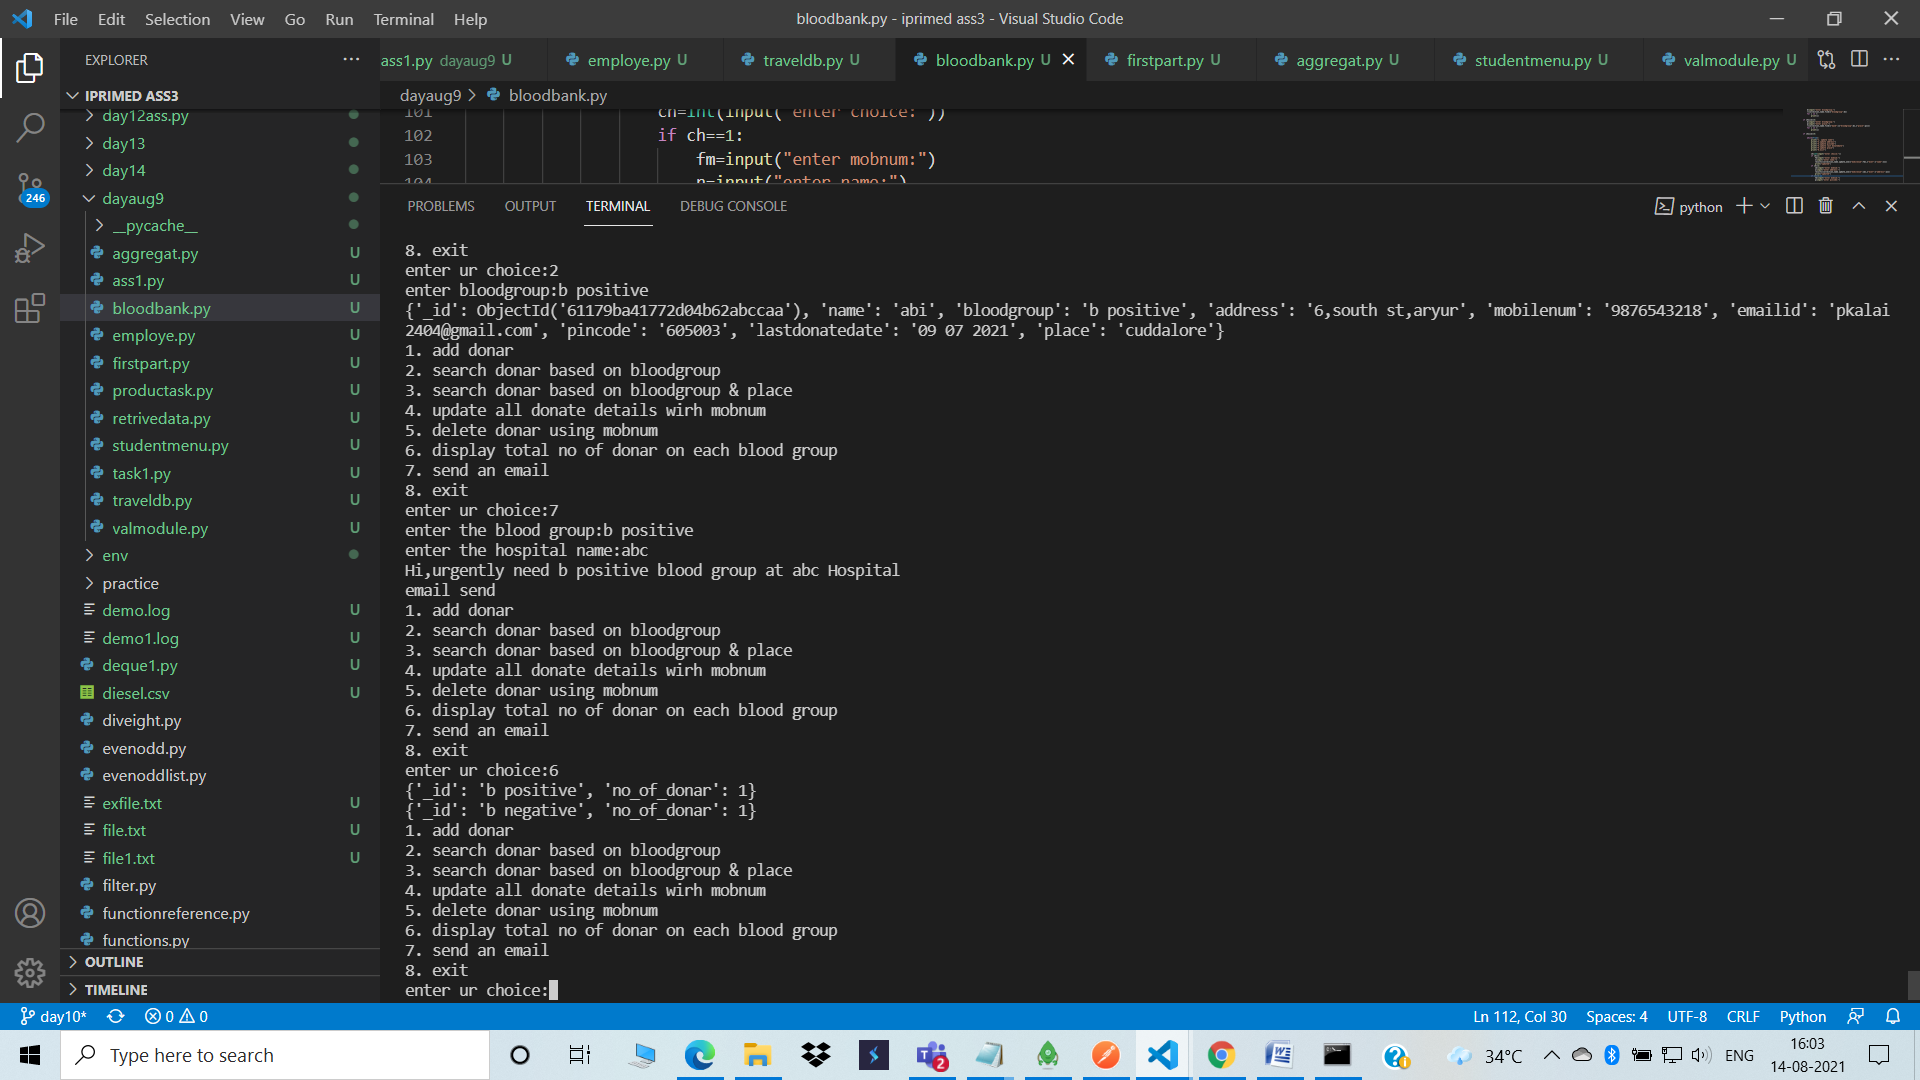 File Edit Selection View Go Run Terminal Help
bloodbank.py - iprimed ass3 - Visual Studio Code
EXPLORER
ass1.py dayaug9 U
employe.py U
traveldb.py U
bloodbank.py U
firstpart.py U
aggregat.py U
studentmenu.py U
valmodule.py U
IPRIMED ASS3
day12ass.py
day13
day14
dayaug9
__pycache__
aggregat.py U
ass1.py U
bloodbank.py U
employe.py U
firstpart.py U
productask.py U
retrivedata.py U
studentmenu.py U
task1.py U
traveldb.py U
valmodule.py U
env
practice
demo.log U
demo1.log U
deque1.py U
diesel.csv U
diveight.py
evenodd.py
evenoddlist.py
exfile.txt U
file.txt U
file1.txt U
filter.py
functionreference.py
functions.py
OUTLINE
TIMELINE
246
dayaug9 > bloodbank.py
101 ch=int(input("enter choice:"))
102 if ch==1:
103 fm=input("enter mobnum:")
104 n=input("enter name:")
PROBLEMS OUTPUT TERMINAL DEBUG CONSOLE
python
8. exit
enter ur choice:2
enter bloodgroup:b positive
{'_id': ObjectId('61179ba41772d04b62abccaa'), 'name': 'abi', 'bloodgroup': 'b positive', 'address': '6,south st,aryur', 'mobilenum': '9876543218', 'emailid': 'pkalai
2404@gmail.com', 'pincode': '605003', 'lastdonatedate': '09 07 2021', 'place': 'cuddalore'}
1. add donar
2. search donar based on bloodgroup
3. search donar based on bloodgroup & place
4. update all donate details wirh mobnum
5. delete donar using mobnum
6. display total no of donar on each blood group
7. send an email
8. exit
enter ur choice:7
enter the blood group:b positive
enter the hospital name:abc
Hi,urgently need b positive blood group at abc Hospital
email send
1. add donar
2. search donar based on bloodgroup
3. search donar based on bloodgroup & place
4. update all donate details wirh mobnum
5. delete donar using mobnum
6. display total no of donar on each blood group
7. send an email
8. exit
enter ur choice:6
{'_id': 'b positive', 'no_of_donar': 1}
{'_id': 'b negative', 'no_of_donar': 1}
1. add donar
2. search donar based on bloodgroup
3. search donar based on bloodgroup & place
4. update all donate details wirh mobnum
5. delete donar using mobnum
6. display total no of donar on each blood group
7. send an email
8. exit
enter ur choice:
day10* 0 0
Ln 112, Col 30 Spaces: 4 UTF-8 CRLF Python
Type here to search
2
34°C
ENG
16:03
14-08-2021